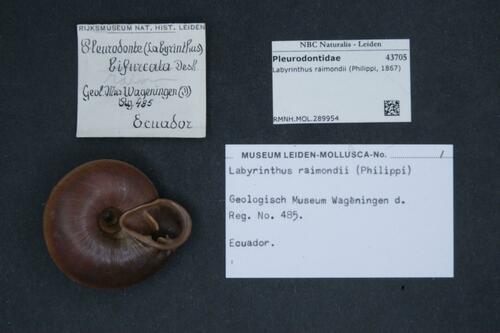 RIJKSMUSEUM NAT. HIST. LEIDEN
Pleurodonte (Labyrinthus)
bifurcata Desh.
Geol. Mus. Wageningen (D)
Reg. 485
Ecuador
NBC Naturalis - Leiden
Pleurodontidae 43705
Labyrinthus raimondii (Philippi, 1867)
RMNH.MOL.289954
MUSEUM LEIDEN-MOLLUSCA-No. /
Labyrinthus raimondii (Philippi)
Geologisch Museum Wagèningen d.
Reg. No. 485.
Ecuador.